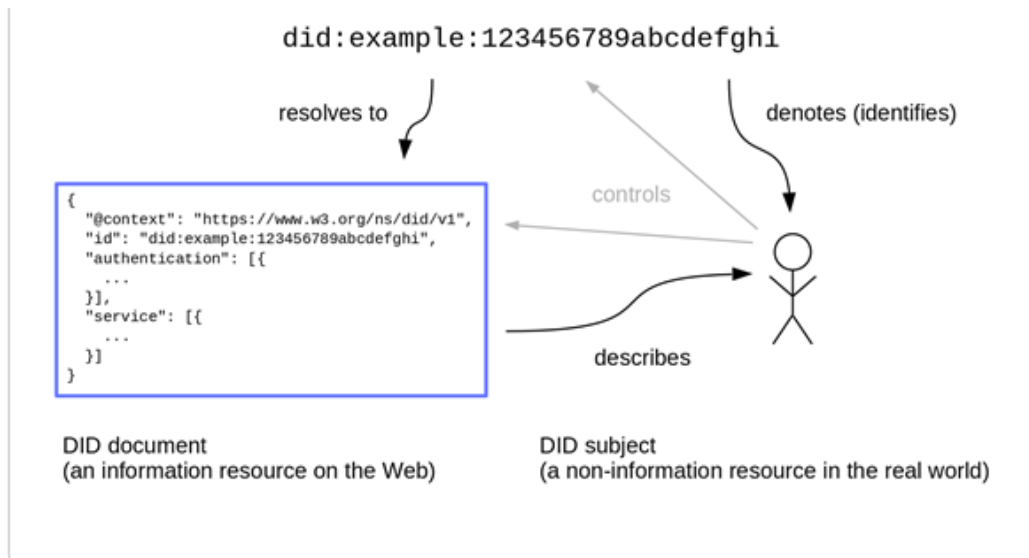 did:example:123456789abcdefghi
resolves to
denotes (identifies)
controls
{
  "@context": "https://www.w3.org/ns/did/v1",
  "id": "did:example:123456789abcdefghi",
  "authentication": [{
    ...
  }],
  "service": [{
    ...
  }]
}
describes
DID document
(an information resource on the Web)
DID subject
(a non-information resource in the real world)